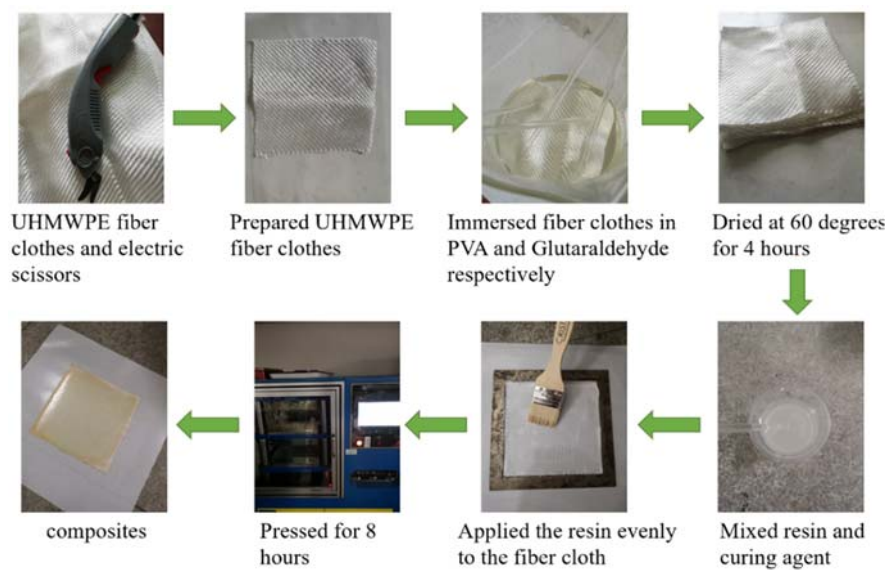 UHMWPE fiber
clothes and electric
scissors
Prepared UHMWPE
fiber clothes
Immersed fiber clothes in
PVA and Glutaraldehyde
respectively
Dried at 60 degrees
for 4 hours
composites
Pressed for 8
hours
Applied the resin evenly
to the fiber cloth
Mixed resin and
curing agent